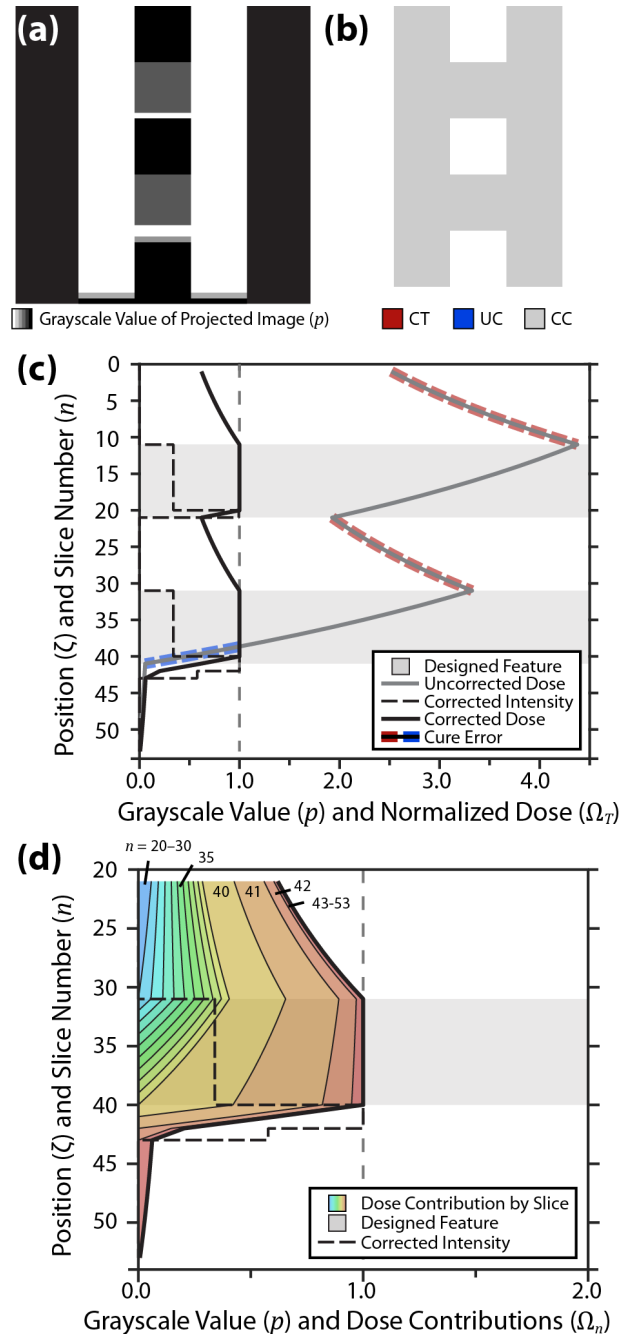 (a)
(b)
Grayscale Value of Projected Image (p)
CT UC CC
(c)
0
5
10
15
20
25
30
35
40
45
50
Position (ζ) and Slice Number (n)
Designed Feature
Uncorrected Dose
Corrected Intensity
Corrected Dose
Cure Error
0.0 1.0 2.0 3.0 4.0
Grayscale Value (p) and Normalized Dose (Ω_T)
(d)
n = 20–30
35
40
41
42
43-53
20
25
30
35
40
45
50
Position (ζ) and Slice Number (n)
Dose Contribution by Slice
Designed Feature
Corrected Intensity
0.0 1.0 2.0
Grayscale Value (p) and Dose Contributions (Ω_n)